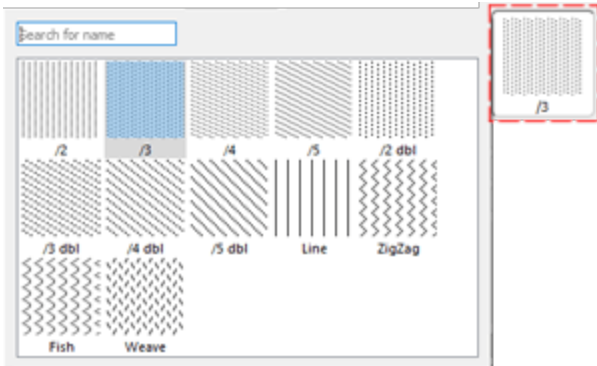 Search for name
/3
/2
/3
/4
/5
/2 dbl
/3 dbl
/4 dbl
/5 dbl
Line
ZigZag
Fish
Weave